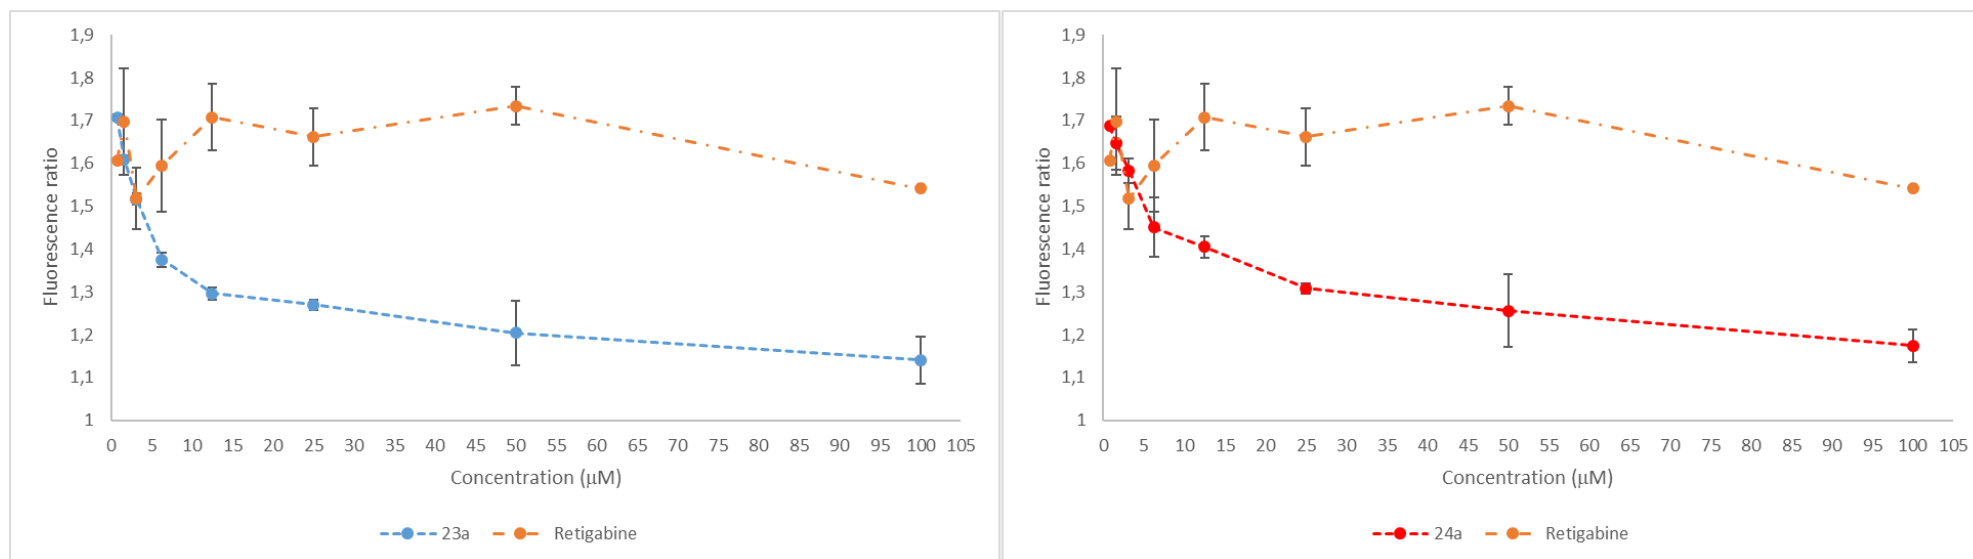 1,9
1,8
1,7
1,6
1,5
1,4
1,3
1,2
1,1
1
Fluorescence ratio
0 5 10 15 20 25 30 35 40 45 50 55 60 65 70 75 80 85 90 95 100 105
Concentration (μM)
23a Retigabine
1,9
1,8
1,7
1,6
1,5
1,4
1,3
1,2
1,1
1
Fluorescence ratio
0 5 10 15 20 25 30 35 40 45 50 55 60 65 70 75 80 85 90 95 100 105
Concentration (μM)
24a Retigabine